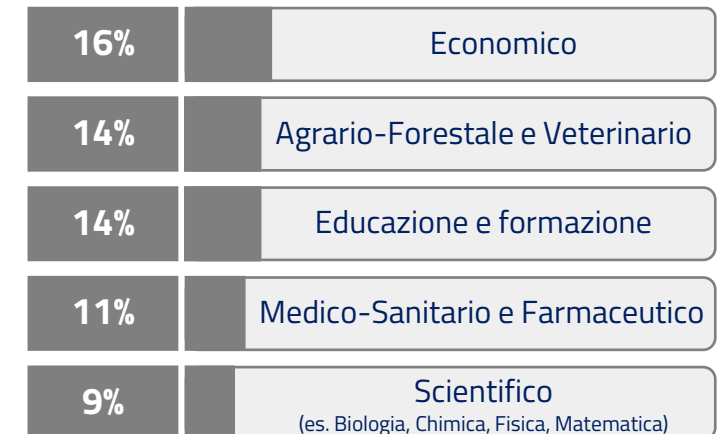 16% Economico
14% Agrario-Forestale e Veterinario
14% Educazione e formazione
11% Medico-Sanitario e Farmaceutico
9% Scientifico
(es. Biologia, Chimica, Fisica, Matematica)